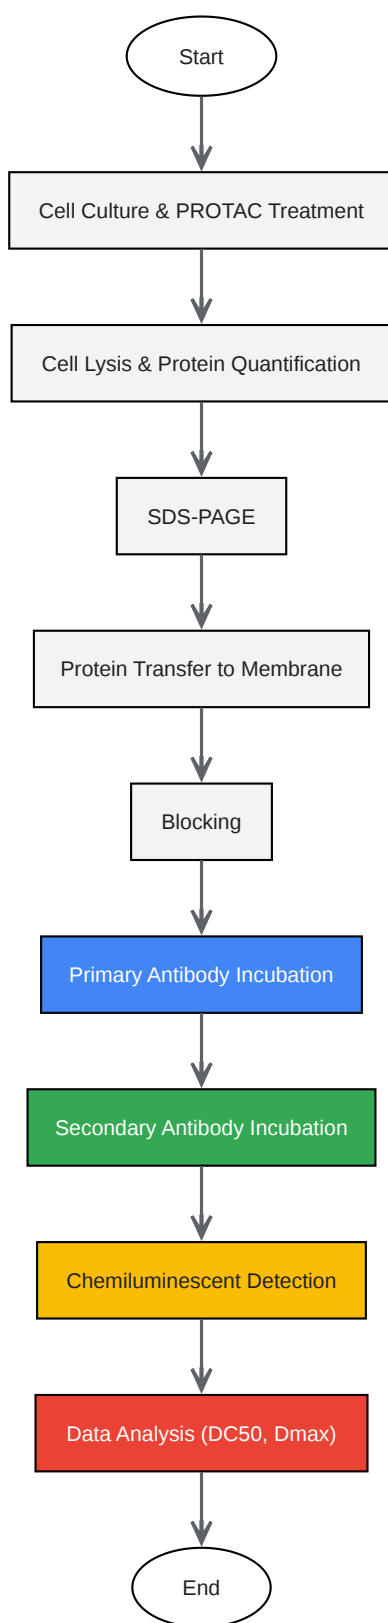 Start
Cell Culture & PROTAC Treatment
Cell Lysis & Protein Quantification
SDS-PAGE
Protein Transfer to Membrane
Blocking
Primary Antibody Incubation
Secondary Antibody Incubation
Chemiluminescent Detection
Data Analysis (DC50, Dmax)
End